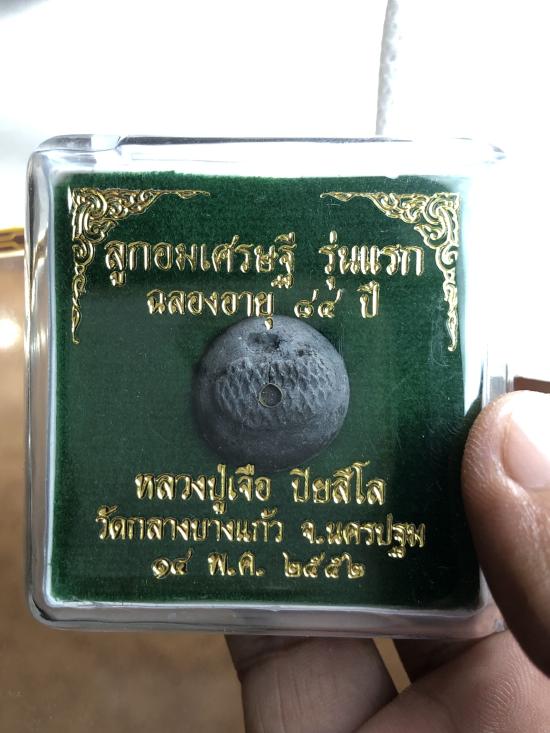 ลูกอมเศรษฐี รุ่นแรก
ฉลองอายุ ๘๔ ปี
หลวงปู่เจือ ปิยสีโล
วัดกลางบางแก้ว จ.นครปฐม
๑๔ พ.ค. ๒๕๕๒